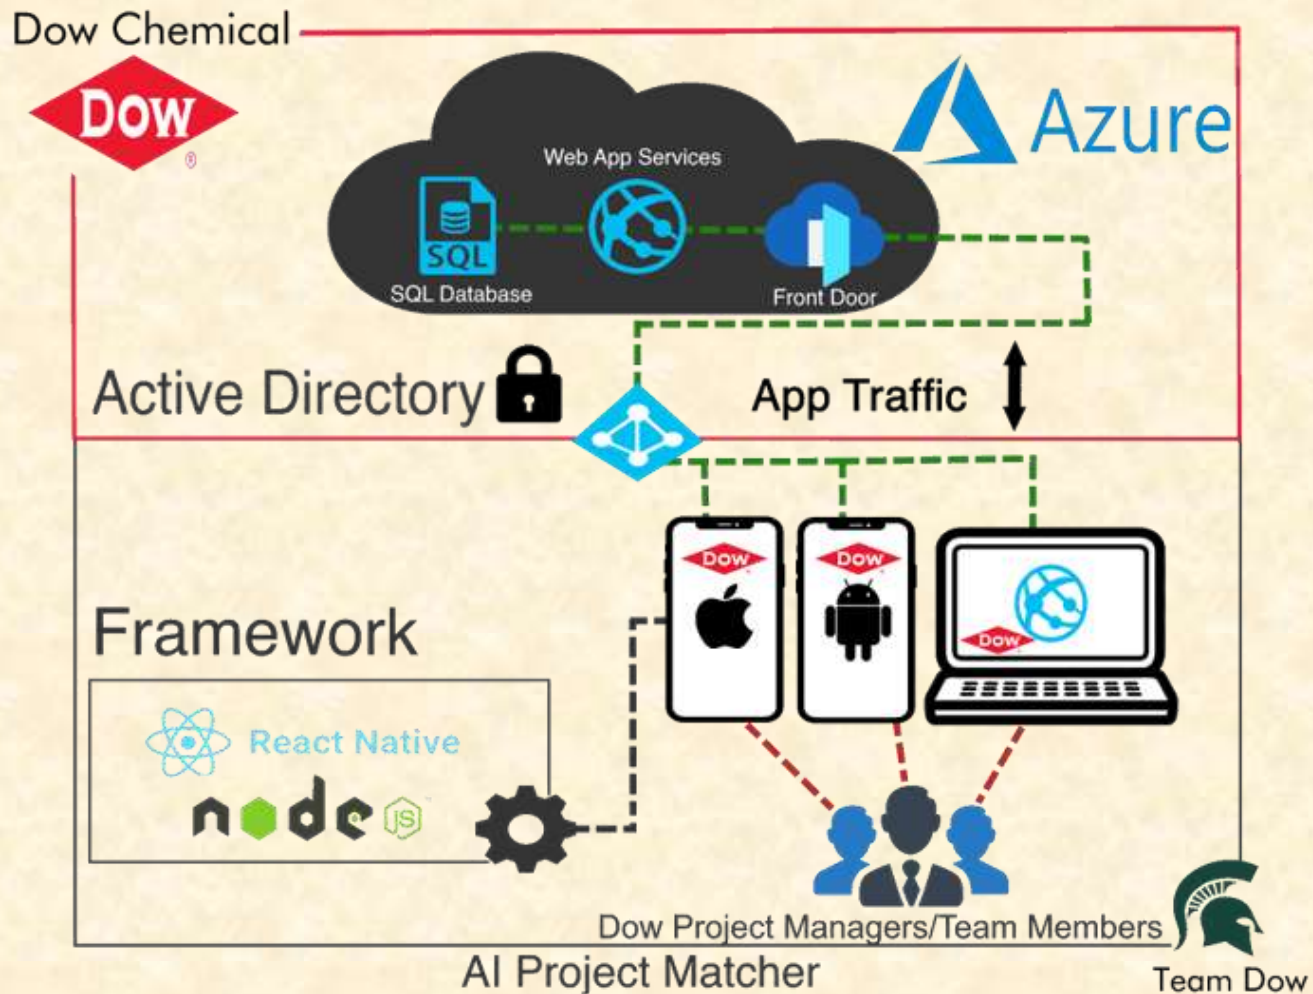 Dow Chemical
Dow
®
Azure
Web App Services
SQL
SQL Database
Front Door
Active Directory
App Traffic
Dow
Dow
Framework
Dow
React Native
node
JS
Dow Project Managers/Team Members
AI Project Matcher
Team Dow